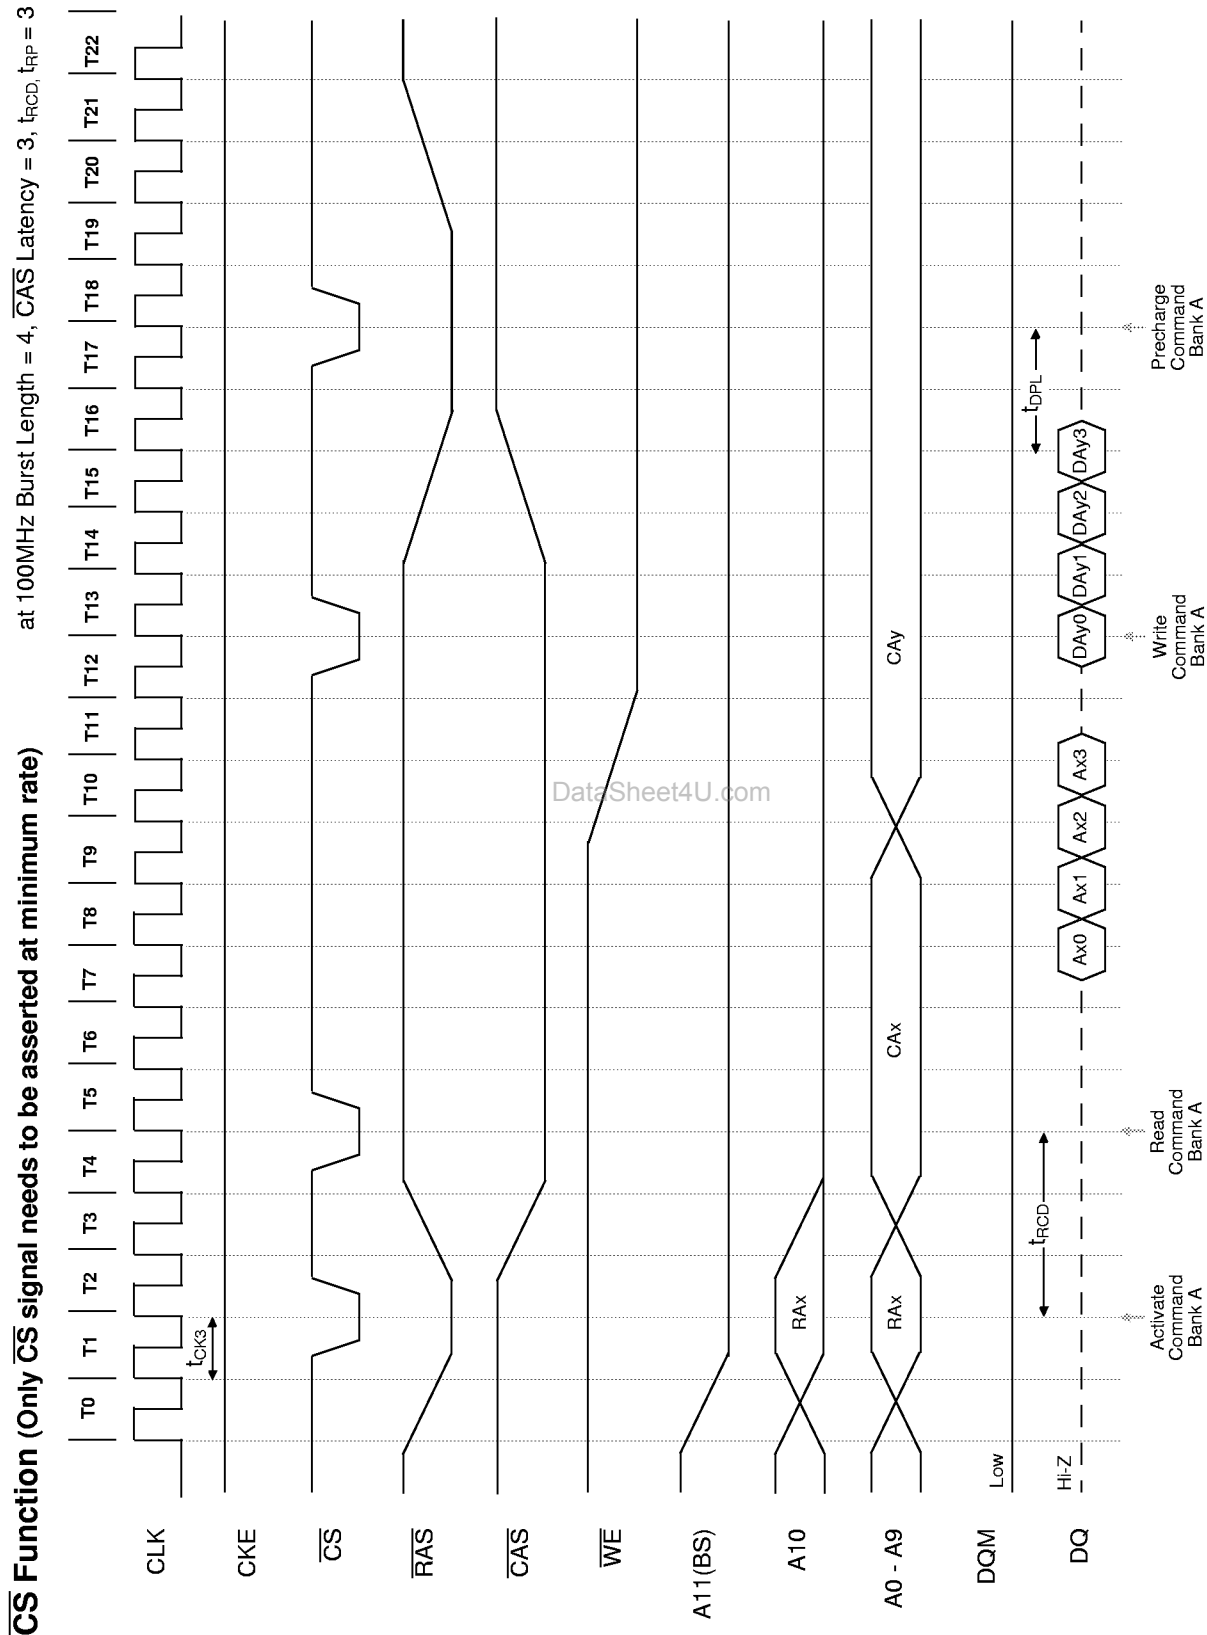 CS Function (Only CS signal needs to be asserted at minimum rate)
at 100MHz Burst Length = 4, CAS Latency = 3, tRCD, tRP = 3
T0 T1 T2 T3 T4 T5 T6 T7 T8 T9 T10 T11 T12 T13 T14 T15 T16 T17 T18 T19 T20 T21 T22
CLK
tCK3
CKE
CS
RAS
CAS
WE
DataSheet4U.com
A11(BS)
A10
RAx
A0 - A9
RAx CAx CAy
DQM
Low
tRCD tDPL
DQ
Hi-Z
Ax0 Ax1 Ax2 Ax3 DAy0 DAy1 DAy2 DAy3
Activate
Command
Bank A
Read
Command
Bank A
Write
Command
Bank A
Precharge
Command
Bank A